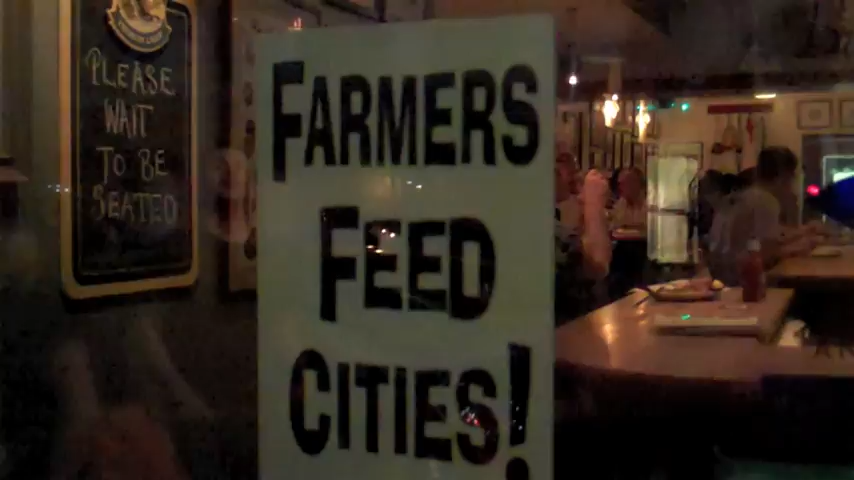 PLEASE
WAIT
TO BE
SEATED
FARMERS
FEED
CITIES!